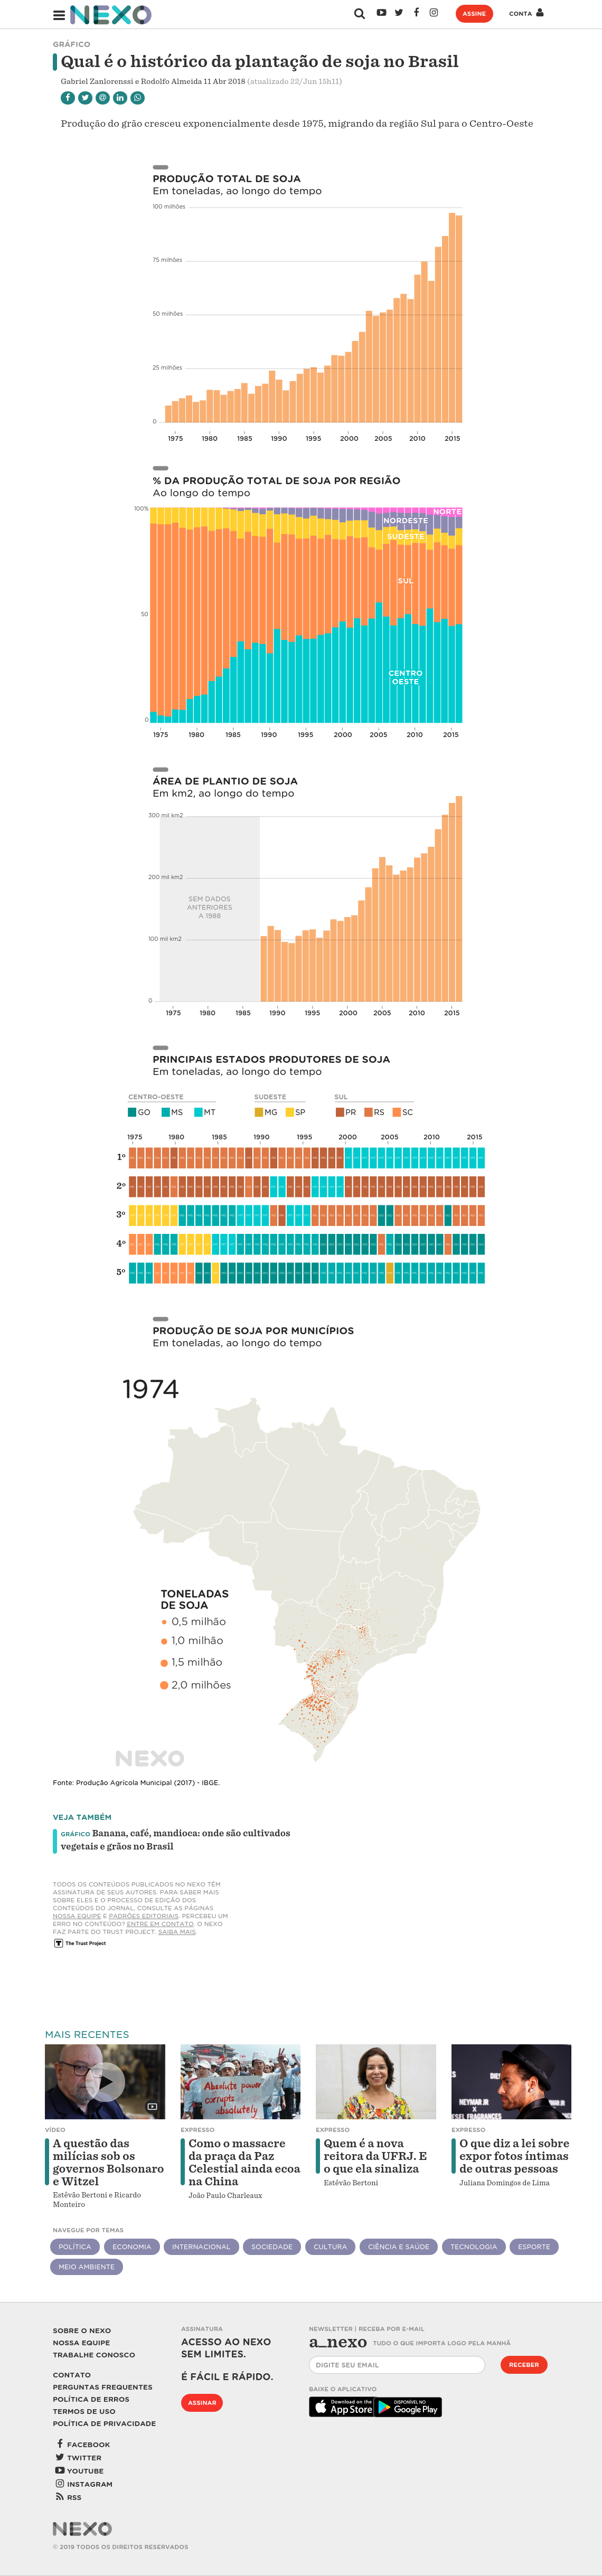 NEXO
ASSINE
CONTA
GRÁFICO
Qual é o histórico da plantação de soja no Brasil
Gabriel Zanlorenssi e Rodolfo Almeida 11 Abr 2018 (atualizado 22/Jun 15h11)
Produção do grão cresceu exponencialmente desde 1975, migrando da região Sul para o Centro-Oeste
PRODUÇÃO TOTAL DE SOJA
Em toneladas, ao longo do tempo
100 milhões
75 milhões
50 milhões
25 milhões
0
1975 1980 1985 1990 1995 2000 2005 2010 2015
% DA PRODUÇÃO TOTAL DE SOJA POR REGIÃO
Ao longo do tempo
100%
NORTE
NORDESTE
SUDESTE
SUL
50
CENTRO
OESTE
0
1975 1980 1985 1990 1995 2000 2005 2010 2015
ÁREA DE PLANTIO DE SOJA
Em km2, ao longo do tempo
300 mil km2
200 mil km2
SEM DADOS
ANTERIORES
A 1988
100 mil km2
0
1975 1980 1985 1990 1995 2000 2005 2010 2015
PRINCIPAIS ESTADOS PRODUTORES DE SOJA
Em toneladas, ao longo do tempo
CENTRO-OESTE SUDESTE SUL
GO MS MT MG SP PR RS SC
1975 1980 1985 1990 1995 2000 2005 2010 2015
1º
2º
3º
4º
5º
PRODUÇÃO DE SOJA POR MUNICÍPIOS
Em toneladas, ao longo do tempo
1974
TONELADAS
DE SOJA
0,5 milhão
1,0 milhão
1,5 milhão
2,0 milhões
NEXO
Fonte: Produção Agrícola Municipal (2017) - IBGE.
VEJA TAMBÉM
GRÁFICO Banana, café, mandioca: onde são cultivados
vegetais e grãos no Brasil
TODOS OS CONTEÚDOS PUBLICADOS NO NEXO TÊM
ASSINATURA DE SEUS AUTORES. PARA SABER MAIS
SOBRE ELES E O PROCESSO DE EDIÇÃO DOS
CONTEÚDOS DO JORNAL, CONSULTE AS PÁGINAS
NOSSA EQUIPE E PADRÕES EDITORIAIS. PERCEBEU UM
ERRO NO CONTEÚDO? ENTRE EM CONTATO. O NEXO
FAZ PARTE DO TRUST PROJECT. SAIBA MAIS.
T The Trust Project
MAIS RECENTES
Absolute power
corrupts
absolutely
NEYMAR JR
DIESEL FRAGRANCES
VÍDEO
A questão das
milícias sob os
governos Bolsonaro
e Witzel
Estêvão Bertoni e Ricardo
Monteiro
EXPRESSO
Como o massacre
da praça da Paz
Celestial ainda ecoa
na China
João Paulo Charleaux
EXPRESSO
Quem é a nova
reitora da UFRJ. E
o que ela sinaliza
Estêvão Bertoni
EXPRESSO
O que diz a lei sobre
expor fotos íntimas
de outras pessoas
Juliana Domingos de Lima
NAVEGUE POR TEMAS
POLÍTICA ECONOMIA INTERNACIONAL SOCIEDADE CULTURA CIÊNCIA E SAÚDE TECNOLOGIA ESPORTE
MEIO AMBIENTE
SOBRE O NEXO
NOSSA EQUIPE
TRABALHE CONOSCO
CONTATO
PERGUNTAS FREQUENTES
POLÍTICA DE ERROS
TERMOS DE USO
POLÍTICA DE PRIVACIDADE
FACEBOOK
TWITTER
YOUTUBE
INSTAGRAM
RSS
ASSINATURA
ACESSO AO NEXO
SEM LIMITES.
É FÁCIL E RÁPIDO.
ASSINAR
NEWSLETTER | RECEBA POR E-MAIL
a_nexo TUDO O QUE IMPORTA LOGO PELA MANHÃ
DIGITE SEU EMAIL
RECEBER
BAIXE O APLICATIVO
Download on the
App Store
DISPONÍVEL NO
Google Play
NEXO
© 2019 TODOS OS DIREITOS RESERVADOS